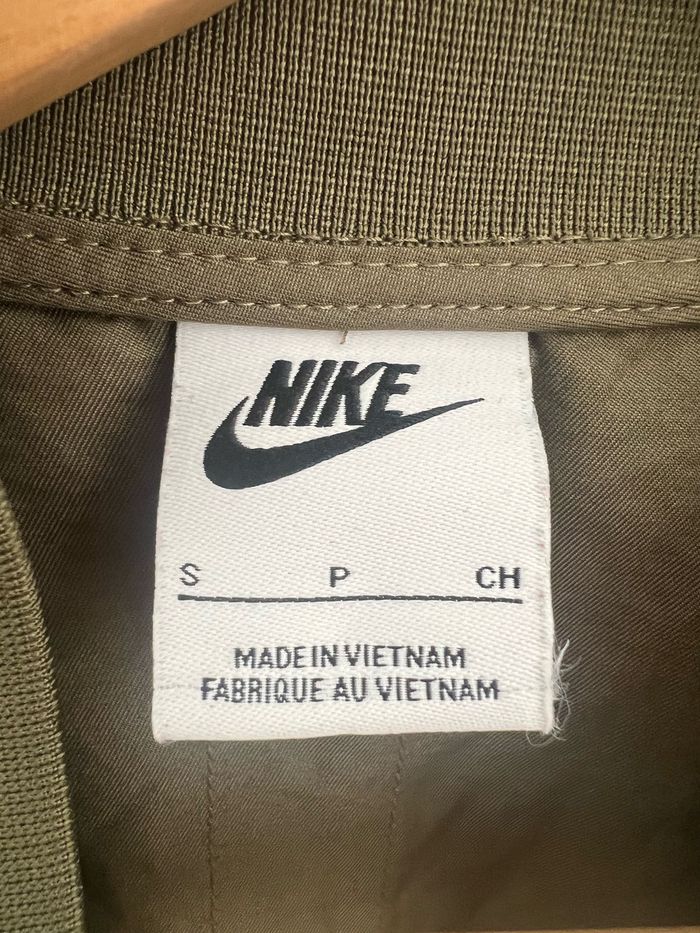 NIKE
S P CH
MADE IN VIETNAM
FABRIQUE AU VIETNAM